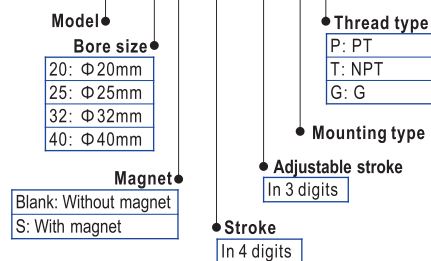 Model
Bore size
20: Φ20mm
25: Φ25mm
32: Φ32mm
40: Φ40mm
Magnet
Blank: Without magnet
S: With magnet
Stroke
In 4 digits
Adjustable stroke
In 3 digits
Mounting type
Thread type
P: PT
T: NPT
G: G